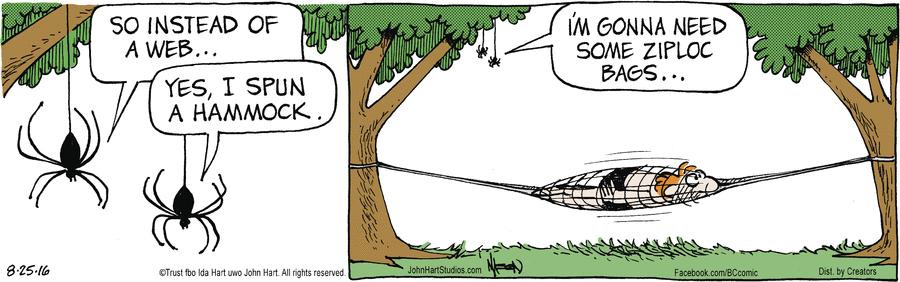 SO INSTEAD OF
A WEB...
YES, I SPUN
A HAMMOCK.
I'M GONNA NEED
SOME ZIPLOC
BAGS...
8·25·16
©Trust fbo Ida Hart uwo John Hart. All rights reserved.
JohnHartStudios.com
Facebook.com/BCcomic
Dist. by Creators